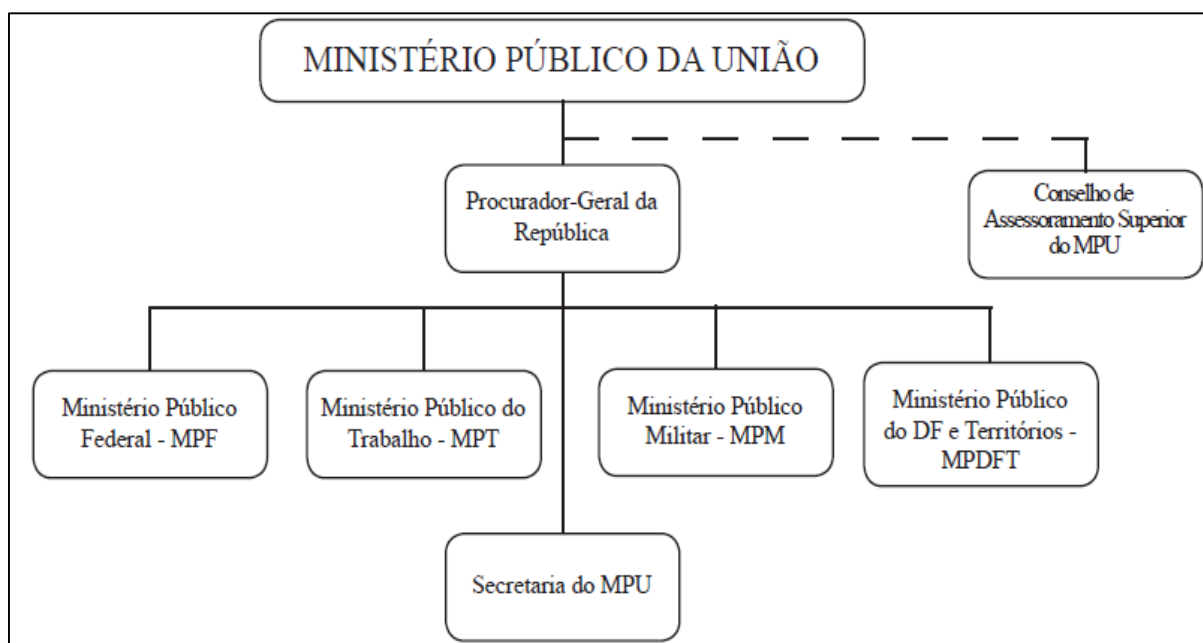 MINISTÉRIO PÚBLICO DA UNIÃO
Procurador-Geral da
República
Conselho de
Assessoramento Superior
do MPU
Ministério Público
Federal - MPF
Ministério Público do
Trabalho - MPT
Ministério Público
Militar - MPM
Ministério Público
do DF e Territórios -
MPDFT
Secretaria do MPU